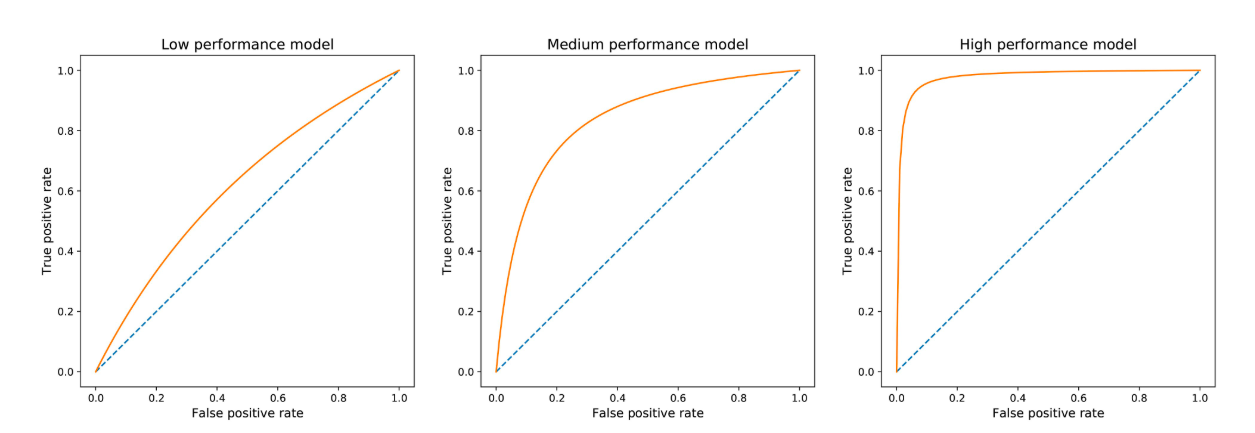 Low performance model
1.0
0.8
0.6
0.4
0.2
0.0
True positive rate
0.0 0.2 0.4 0.6 0.8 1.0
False positive rate
Medium performance model
1.0
0.8
0.6
0.4
0.2
0.0
True positive rate
0.0 0.2 0.4 0.6 0.8 1.0
False positive rate
High performance model
1.0
0.8
0.6
0.4
0.2
0.0
True positive rate
0.0 0.2 0.4 0.6 0.8 1.0
False positive rate